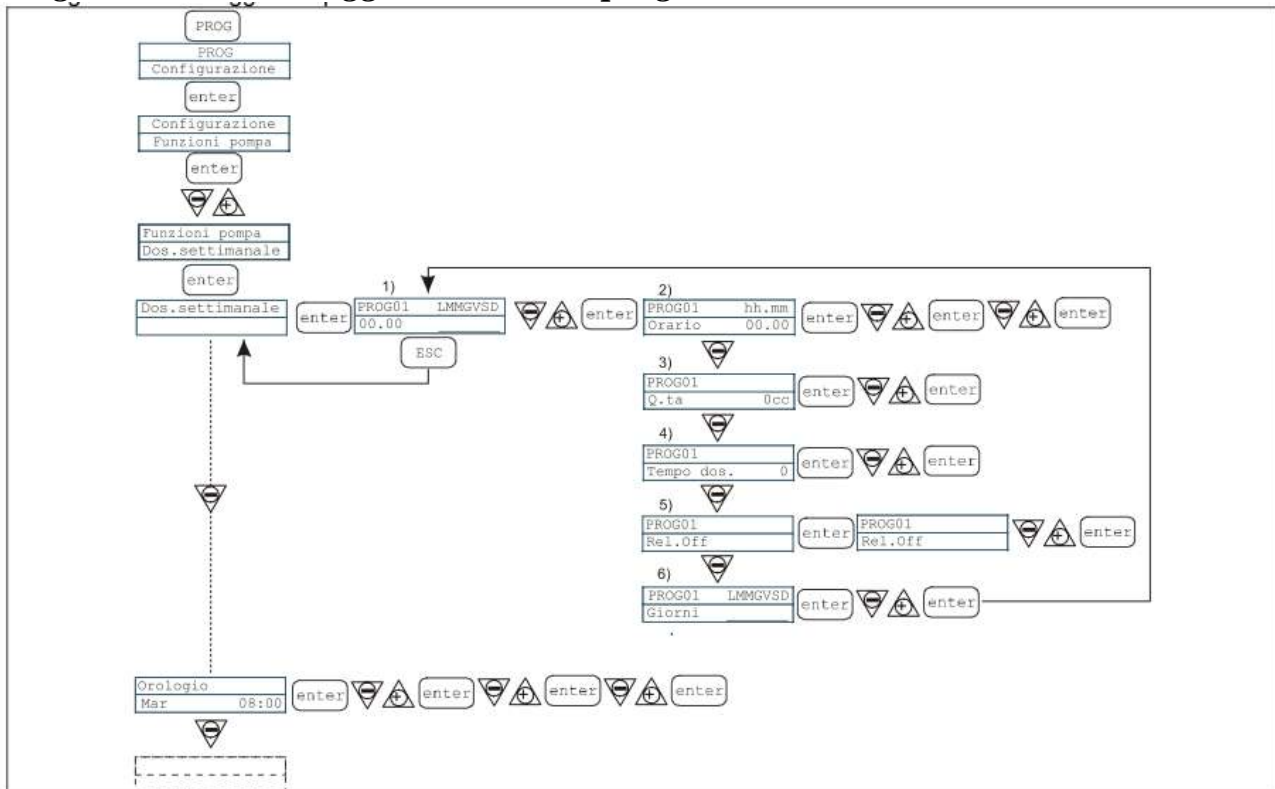 PROG
PROG
Configurazione
enter
Configurazione
Funzioni pompa
enter
Funzioni pompa
Dos.settimanale
enter
Dos.settimanale
enter
1)
PROG01 LMMGVSD
00.00 _______
ESC
enter
2)
PROG01 hh.mm
Orario 00.00
enter
enter
enter
3)
PROG01
Q.ta 0cc
enter
enter
4)
PROG01
Tempo dos. 0
enter
enter
5)
PROG01
Rel.Off
enter
PROG01
Rel.Off
enter
6)
PROG01 LMMGVSD
Giorni _______
enter
enter
Orologio
Mar 08:00
enter
enter
enter
enter